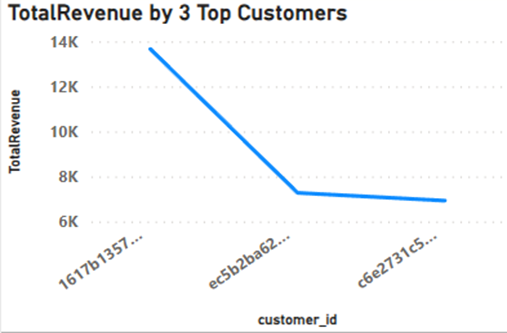 TotalRevenue by 3 Top Customers
14K
12K
10K
8K
6K
TotalRevenue
1617b1357...
ec5b2ba62...
c6e2731c5...
customer_id